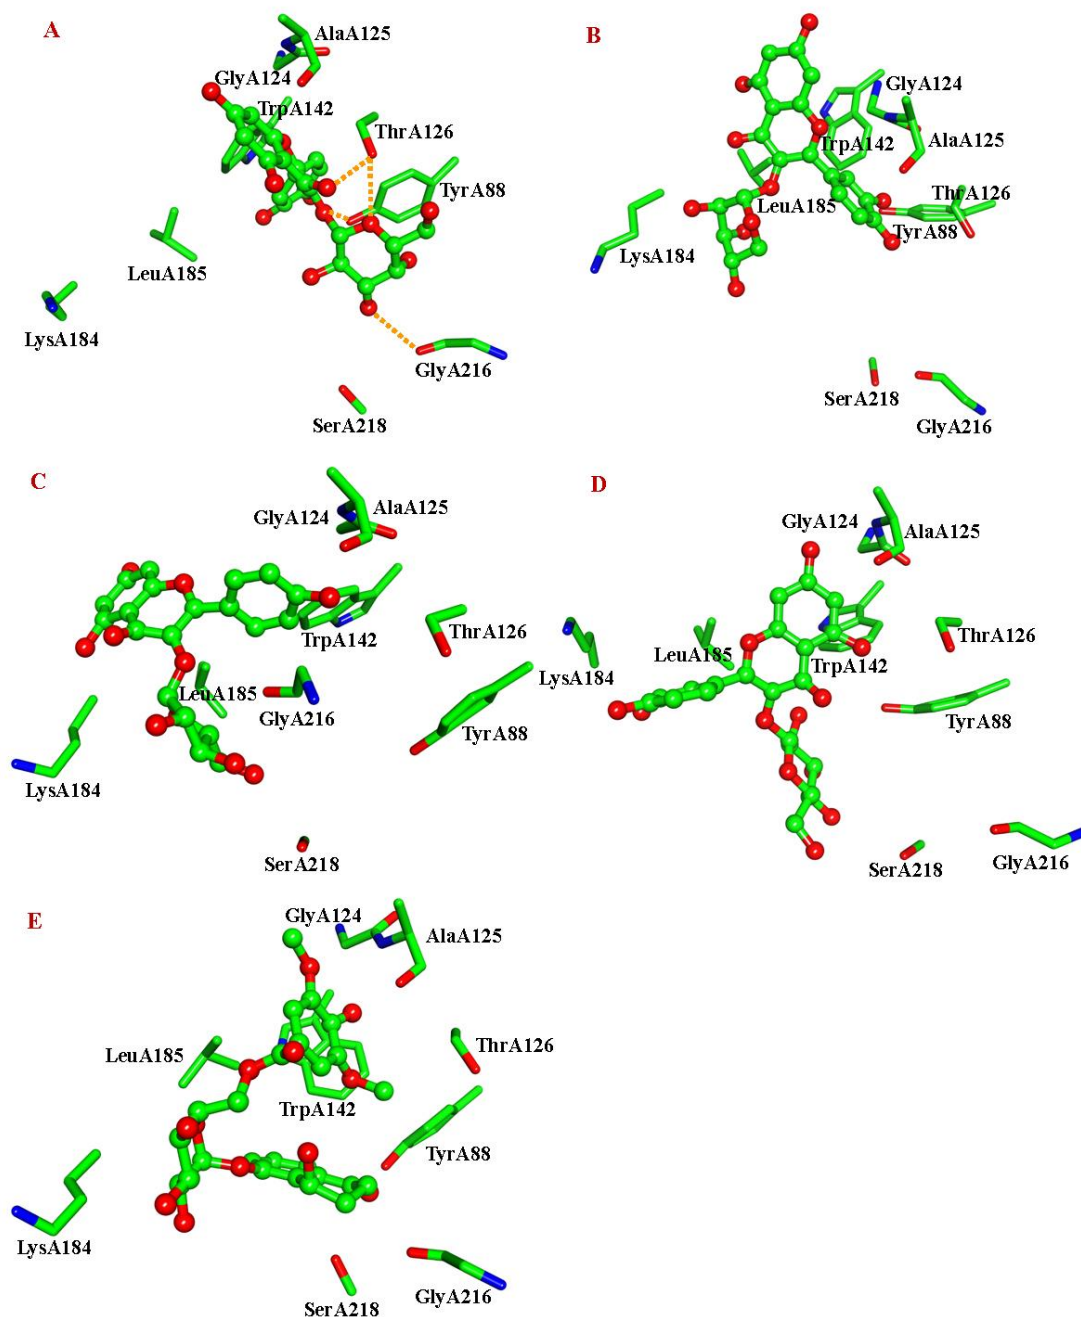 A
AlaA125
GlyA124
TrpA142
ThrA126
TyrA88
LeuA185
LysA184
GlyA216
SerA218
B
GlyA124
TrpA142
AlaA125
LeuA185
ThrA126
TyrA88
LysA184
SerA218
GlyA216
C
AlaA125
GlyA124
TrpA142
ThrA126
LeuA185
GlyA216
TyrA88
LysA184
SerA218
D
GlyA124
AlaA125
ThrA126
LeuA185
TrpA142
LysA184
TyrA88
SerA218
GlyA216
E
GlyA124
AlaA125
ThrA126
LeuA185
TrpA142
TyrA88
LysA184
SerA218
GlyA216